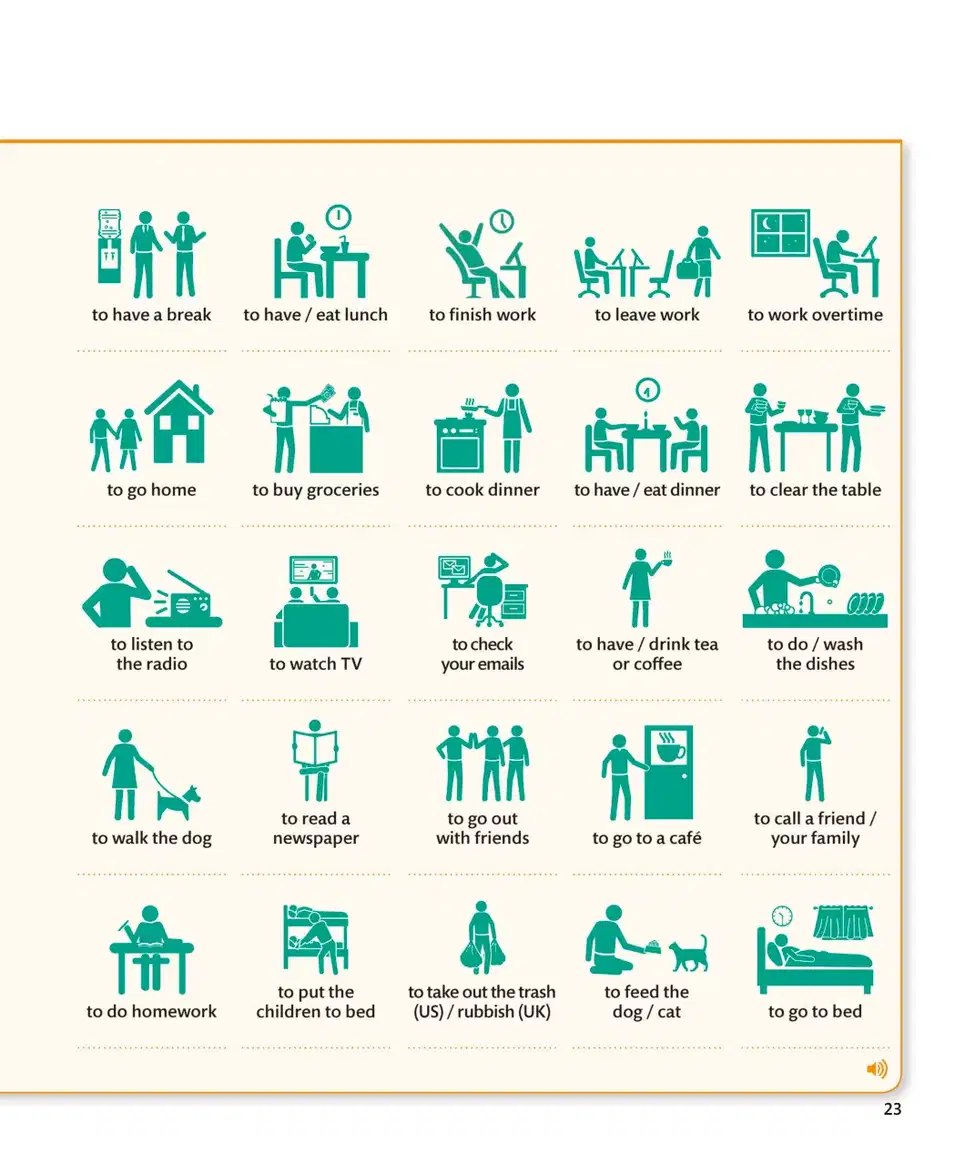 to have a break
to have / eat lunch
to finish work
to leave work
to work overtime
to go home
to buy groceries
to cook dinner
to have / eat dinner
to clear the table
to listen to
the radio
to watch TV
to check
your emails
to have / drink tea
or coffee
to do / wash
the dishes
to walk the dog
to read a
newspaper
to go out
with friends
to go to a café
to call a friend /
your family
to do homework
to put the
children to bed
to take out the trash
(US) / rubbish (UK)
to feed the
dog / cat
to go to bed
23